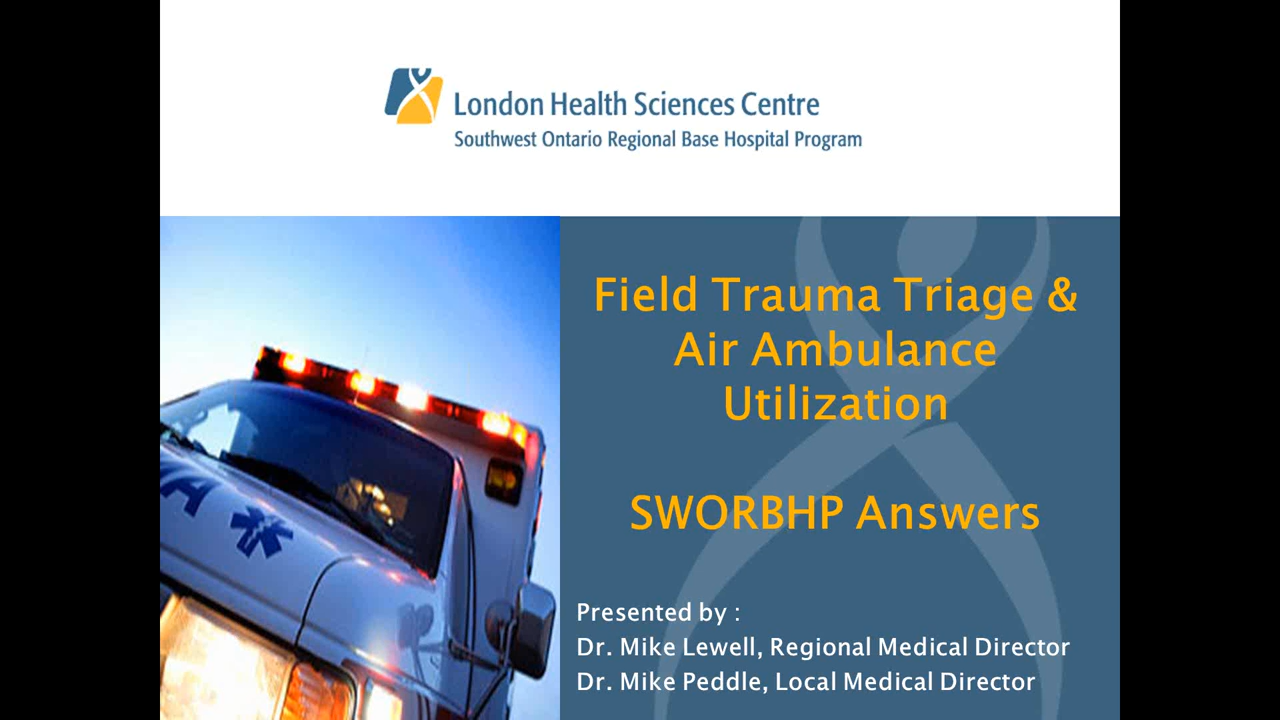 London Health Sciences Centre
Southwest Ontario Regional Base Hospital Program
Field Trauma Triage &
Air Ambulance
Utilization
SWORBHP Answers
Presented by :
Dr. Mike Lewell, Regional Medical Director
Dr. Mike Peddle, Local Medical Director